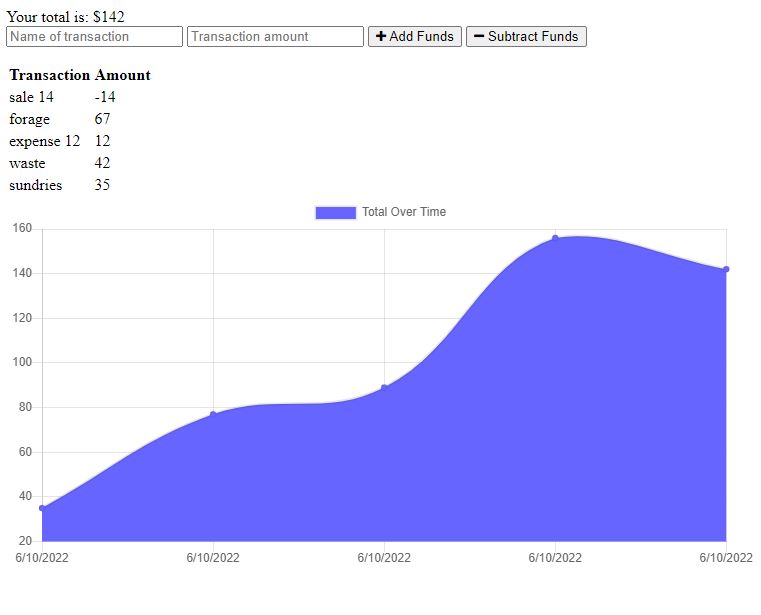 Your total is: $142
Name of transaction Transaction amount + Add Funds − Subtract Funds
Transaction Amount
sale 14 -14
forage 67
expense 12 12
waste 42
sundries 35
Total Over Time
160
140
120
100
80
60
40
20
6/10/2022 6/10/2022 6/10/2022 6/10/2022 6/10/2022